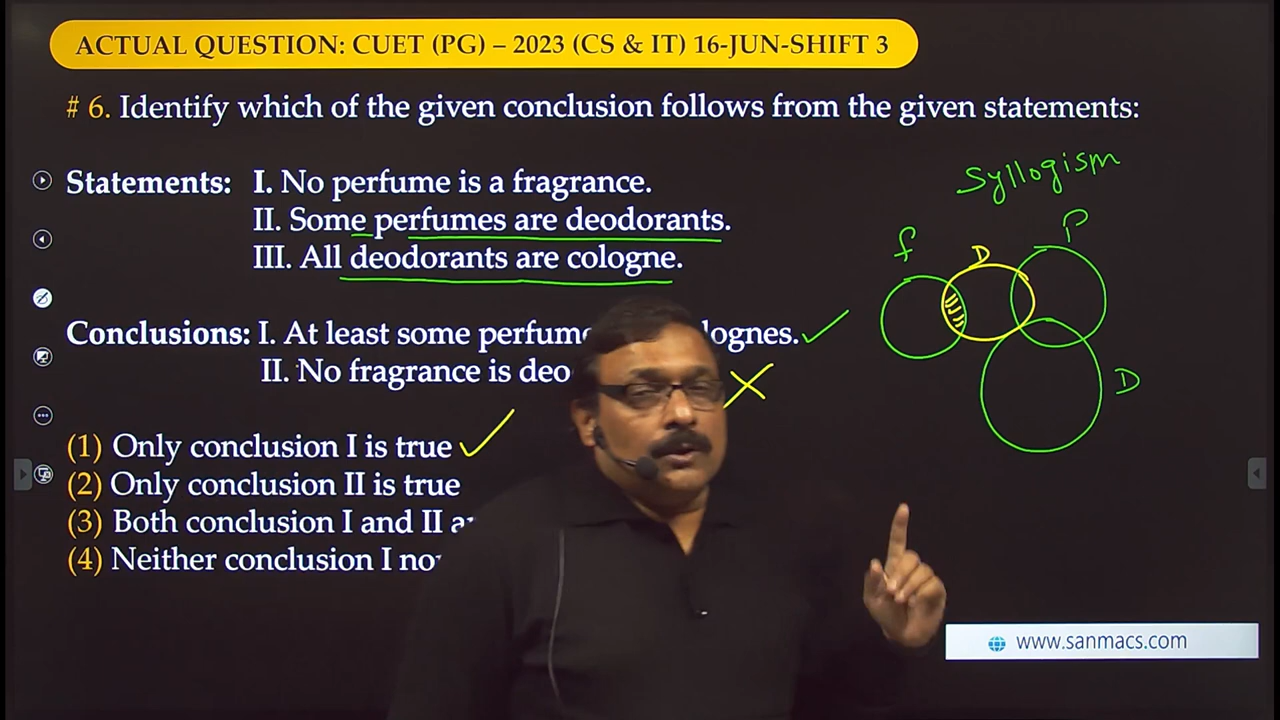 ACTUAL QUESTION: CUET (PG) – 2023 (CS & IT) 16-JUN-SHIFT 3
# 6. Identify which of the given conclusion follows from the given statements:
Syllogism
Statements: I. No perfume is a fragrance.
II. Some perfumes are deodorants.
III. All deodorants are cologne.
f D P
Conclusions: I. At least some perfume ognes.
II. No fragrance is deo
D
(1) Only conclusion I is true
(2) Only conclusion II is true
(3) Both conclusion I and II a
(4) Neither conclusion I no
www.sanmacs.com